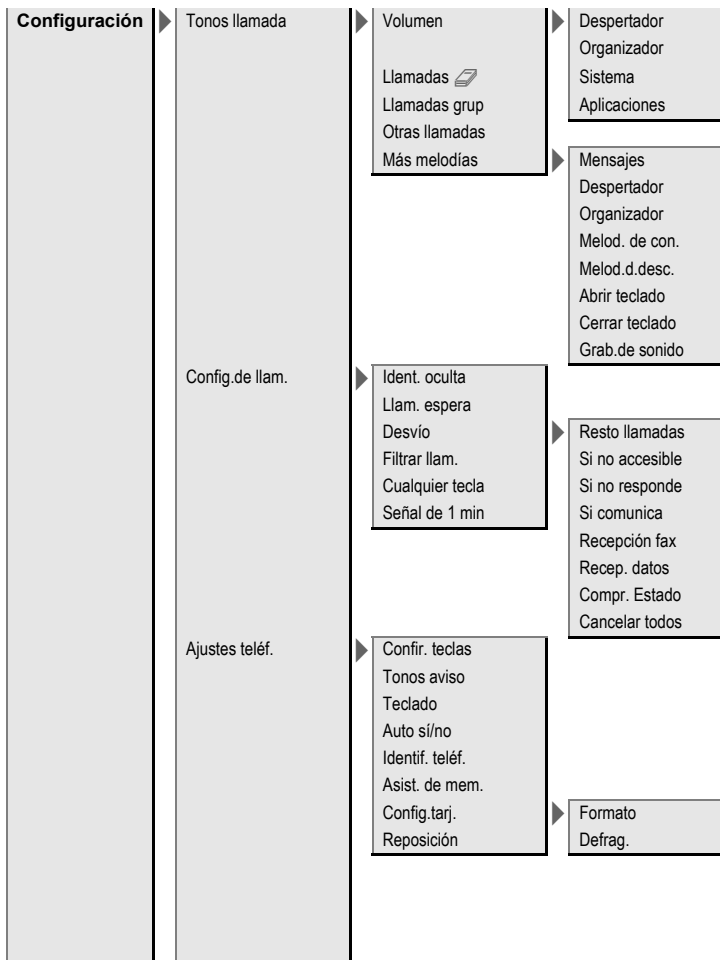 Configuración Tonos llamada Volumen Despertador
Organizador
Llamadas Sistema
Llamadas grup Aplicaciones
Otras llamadas
Más melodías Mensajes
Despertador
Organizador
Melod. de con.
Melod.d.desc.
Abrir teclado
Cerrar teclado
Grab.de sonido
Config.de llam. Ident. oculta
Llam. espera
Desvío Resto llamadas
Filtrar llam. Si no accesible
Cualquier tecla Si no responde
Señal de 1 min Si comunica
Recepción fax
Recep. datos
Compr. Estado
Cancelar todos
Ajustes teléf. Confir. teclas
Tonos aviso
Teclado
Auto sí/no
Identif. teléf.
Asist. de mem.
Config.tarj. Formato
Reposición Defrag.